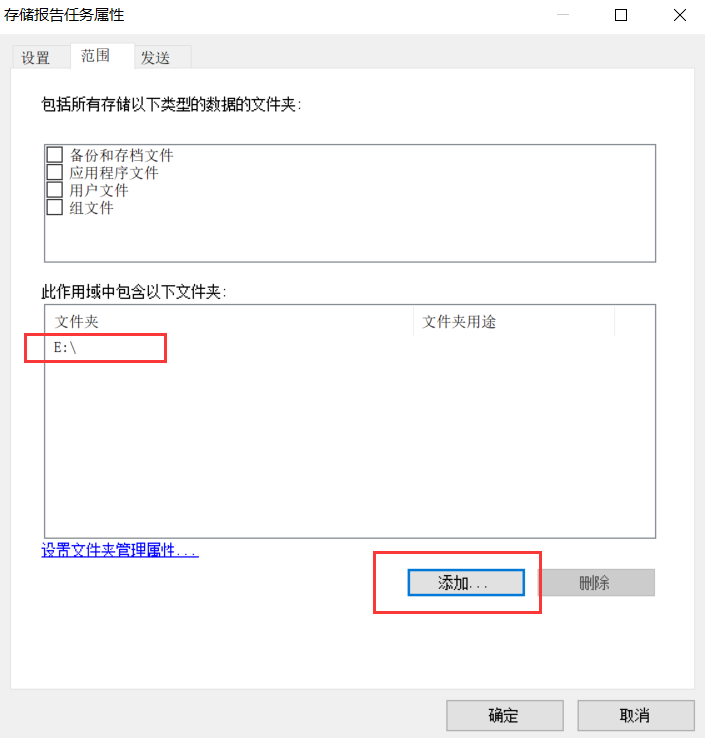 存储报告任务属性
设置 范围 发送
包括所有存储以下类型的数据的文件夹:
备份和存档文件
应用程序文件
用户文件
组文件
此作用域中包含以下文件夹:
文件夹 文件夹用途
E:\
设置文件夹管理属性...
添加... 删除
确定 取消